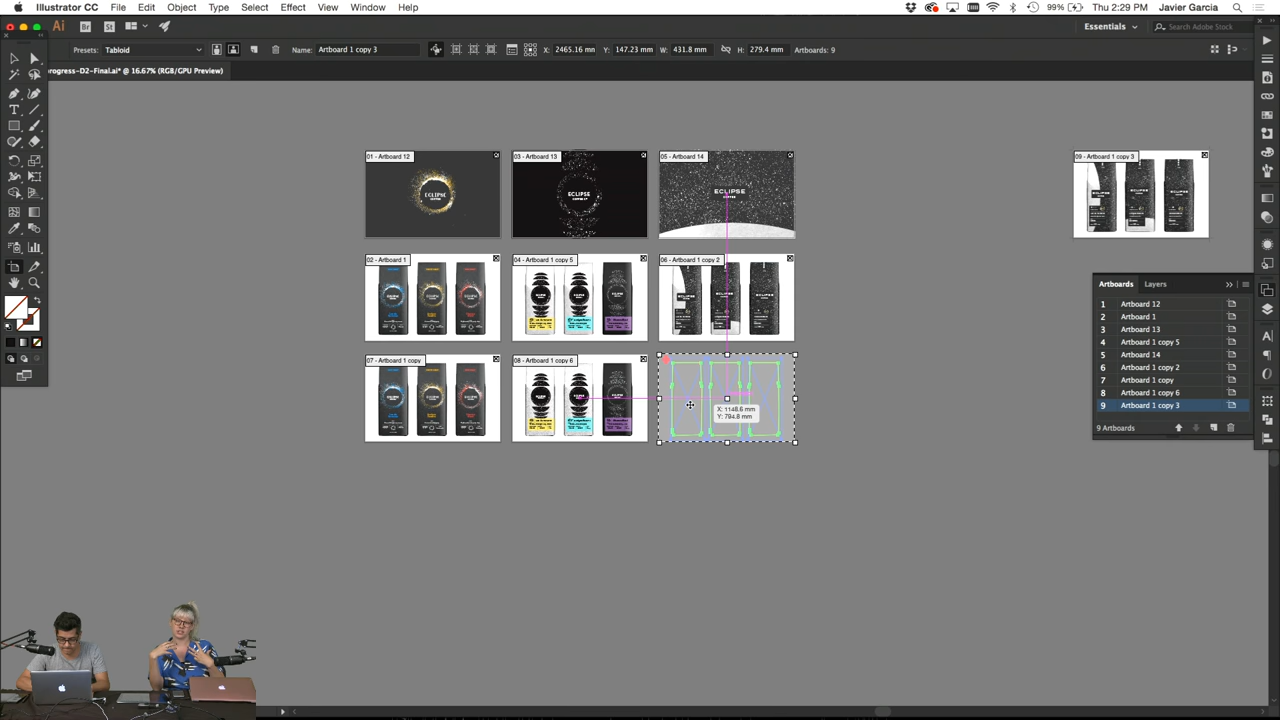 Illustrator CC File Edit Object Type Select Effect View Window Help
99% Thu 2:29 PM Javier Garcia
Ai Br St Essentials Search Adobe Stock
Presets: Tabloid Name: Artboard 1 copy 3 X: 2465.16 mm Y: 147.23 mm W: 431.8 mm H: 279.4 mm Artboards: 9
rogress-D2-Final.ai* @ 16.67% (RGB/GPU Preview)
01 - Artboard 12
03 - Artboard 13
05 - Artboard 14
09 - Artboard 1 copy 3
ECLIPSE
COFFEE
ECLIPSE
ECLIPSE
COFFEE
02 - Artboard 1
04 - Artboard 1 copy 5
06 - Artboard 1 copy 2
07 - Artboard 1 copy
08 - Artboard 1 copy 6
X: 1148.6 mm
Y: 794.8 mm
Artboards Layers
1 Artboard 12
2 Artboard 1
3 Artboard 13
4 Artboard 1 copy 5
5 Artboard 14
6 Artboard 1 copy 2
7 Artboard 1 copy
8 Artboard 1 copy 6
9 Artboard 1 copy 3
9 Artboards